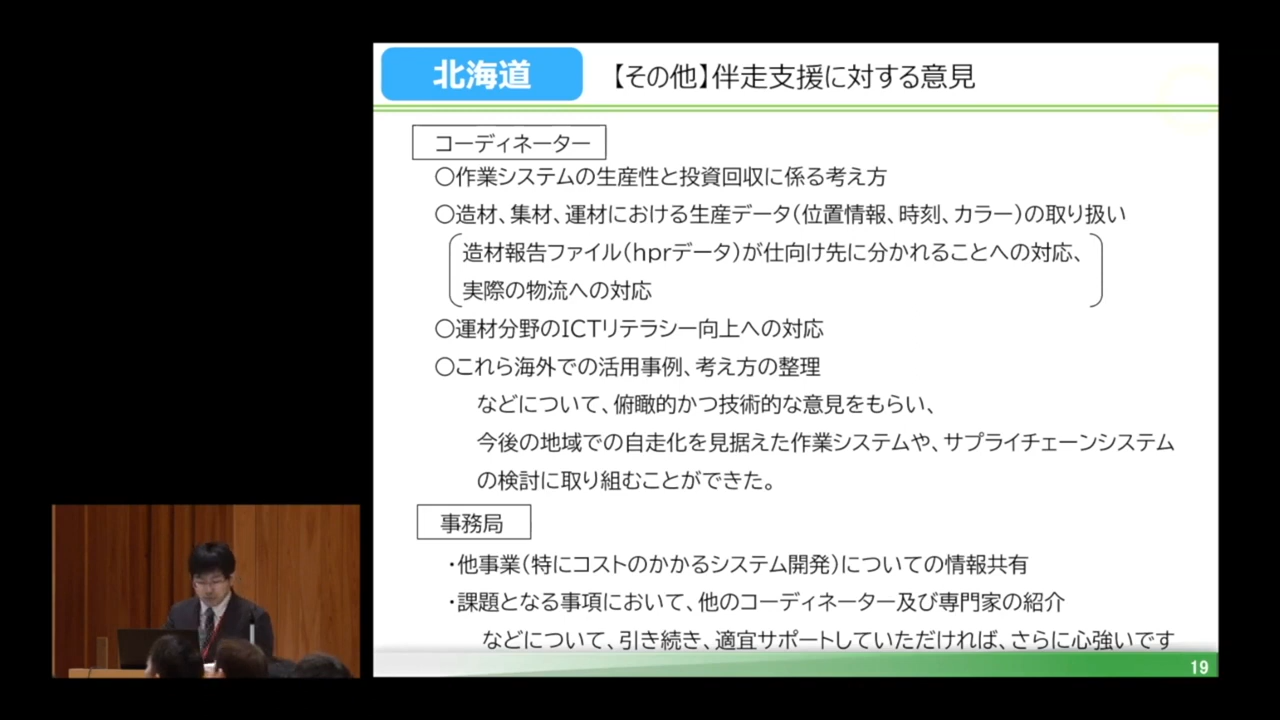 北海道
【その他】伴走支援に対する意見
コーディネーター
○作業システムの生産性と投資回収に係る考え方
○造材、集材、運材における生産データ（位置情報、時刻、カラー）の取り扱い
造材報告ファイル（hprデータ）が仕向け先に分かれることへの対応、
実際の物流への対応
○運材分野のICTリテラシー向上への対応
○これら海外での活用事例、考え方の整理
などについて、俯瞰的かつ技術的な意見をもらい、
今後の地域での自走化を見据えた作業システムや、サプライチェーンシステム
の検討に取り組むことができた。
事務局
・他事業（特にコストのかかるシステム開発）についての情報共有
・課題となる事項において、他のコーディネーター及び専門家の紹介
などについて、引き続き、適宜サポートしていただければ、さらに心強いです
19